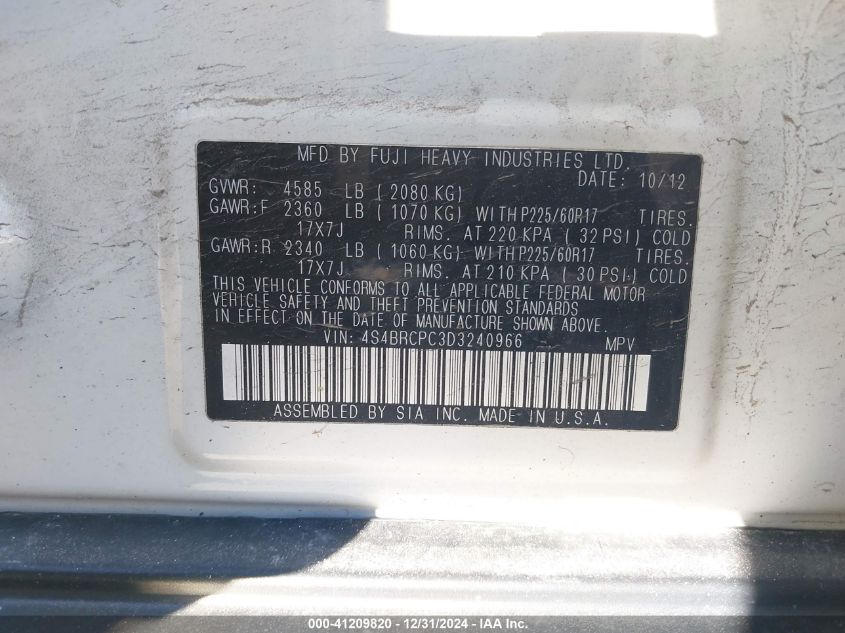 MFD BY FUJI HEAVY INDUSTRIES LTD.
DATE: 10/12
GVWR: 4585 LB ( 2080 KG)
GAWR:F 2360 LB ( 1070 KG) WITH P225/60R17 TIRES.
17X7J RIMS. AT 220 KPA ( 32 PSI) COLD
GAWR:R 2340 LB ( 1060 KG) WITH P225/60R17 TIRES.
17X7J RIMS. AT 210 KPA ( 30 PSI) COLD
THIS VEHICLE CONFORMS TO ALL APPLICABLE FEDERAL MOTOR
VEHICLE SAFETY AND THEFT PREVENTION STANDARDS
IN EFFECT ON THE DATE OF MANUFACTURE SHOWN ABOVE.
VIN: 4S4BRCPC3D3240966 MPV
ASSEMBLED BY SIA INC. MADE IN U.S.A.
000-41209820 - 12/31/2024 - IAA Inc.